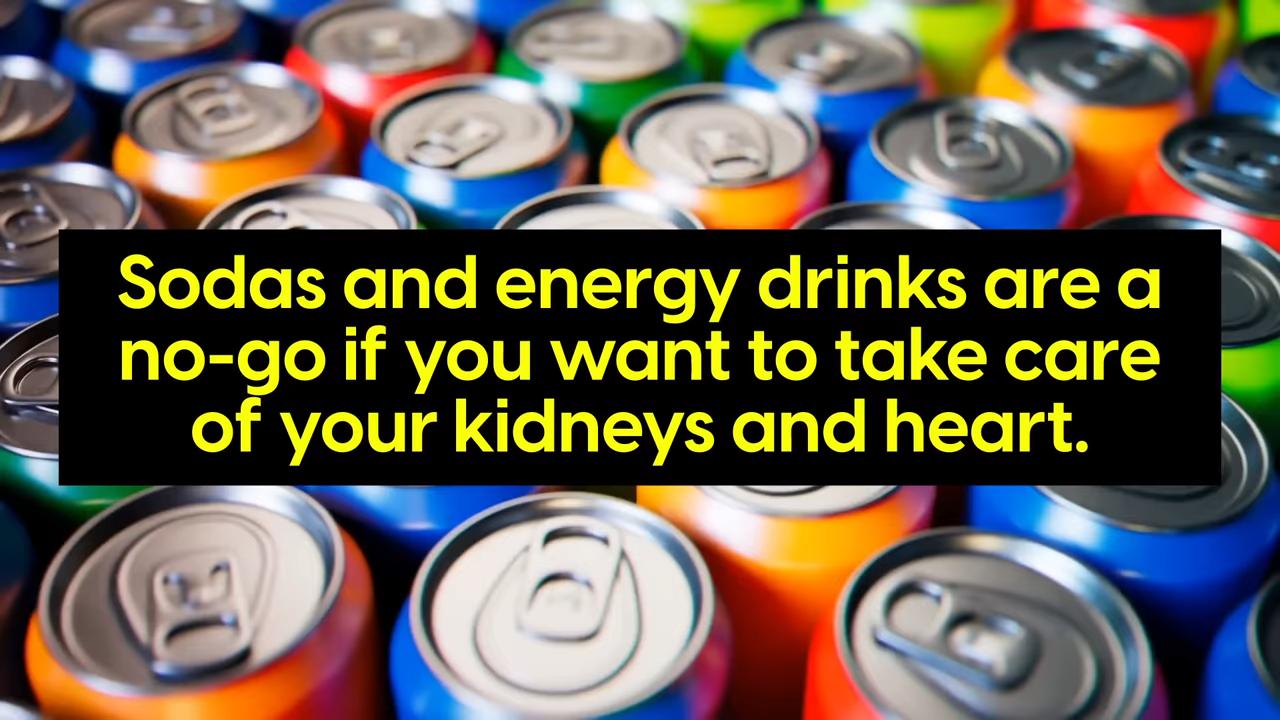 Sodas and energy drinks are a
no-go if you want to take care
of your kidneys and heart.